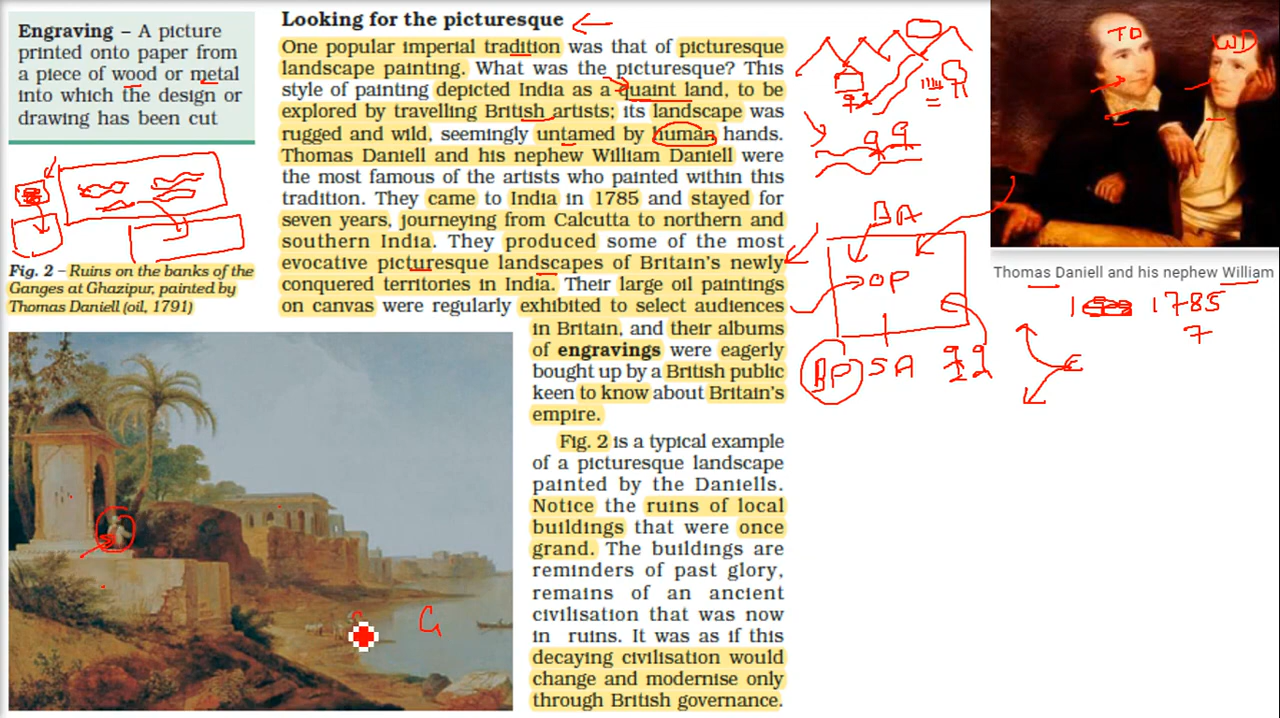 Engraving – A picture
printed onto paper from
a piece of wood or metal
into which the design or
drawing has been cut
Fig. 2 – Ruins on the banks of the
Ganges at Ghazipur, painted by
Thomas Daniell (oil, 1791)
Looking for the picturesque
One popular imperial tradition was that of picturesque
landscape painting. What was the picturesque? This
style of painting depicted India as a quaint land, to be
explored by travelling British artists; its landscape was
rugged and wild, seemingly untamed by human hands.
Thomas Daniell and his nephew William Daniell were
the most famous of the artists who painted within this
tradition. They came to India in 1785 and stayed for
seven years, journeying from Calcutta to northern and
southern India. They produced some of the most
evocative picturesque landscapes of Britain's newly
conquered territories in India. Their large oil paintings
on canvas were regularly exhibited to select audiences
in Britain, and their albums
of engravings were eagerly
bought up by a British public
keen to know about Britain's
empire.
Fig. 2 is a typical example
of a picturesque landscape
painted by the Daniells.
Notice the ruins of local
buildings that were once
grand. The buildings are
reminders of past glory,
remains of an ancient
civilisation that was now
in ruins. It was as if this
decaying civilisation would
change and modernise only
through British governance.
TD
WD
Thomas Daniell and his nephew William
1785
7
BA
OP
BP SA
G